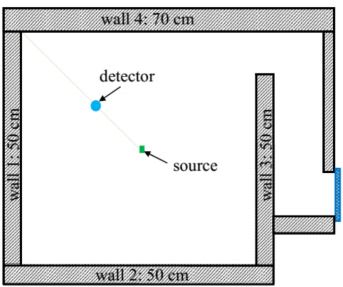 wall 4: 70 cm
detector
wall 1: 50 cm
source
wall 3: 50 cm
wall 2: 50 cm